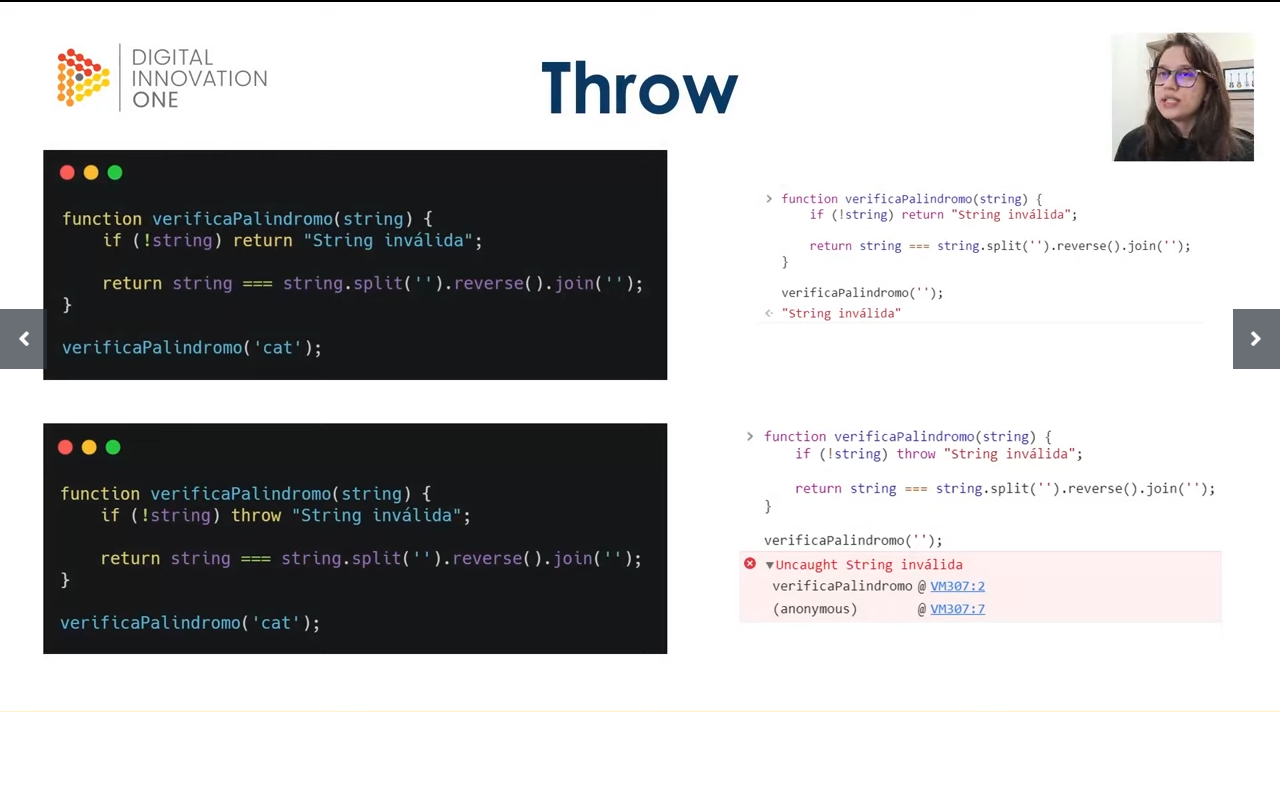 DIGITAL
INNOVATION
ONE
Throw
function verificaPalindromo(string) {
    if (!string) return "String inválida";
    return string === string.split('').reverse().join('');
}
verificaPalindromo('cat');
> function verificaPalindromo(string) {
    if (!string) return "String inválida";
    return string === string.split('').reverse().join('');
}
verificaPalindromo('');
"String inválida"
function verificaPalindromo(string) {
    if (!string) throw "String inválida";
    return string === string.split('').reverse().join('');
}
verificaPalindromo('cat');
> function verificaPalindromo(string) {
    if (!string) throw "String inválida";
    return string === string.split('').reverse().join('');
}
verificaPalindromo('');
▼Uncaught String inválida
verificaPalindromo @ VM307:2
(anonymous) @ VM307:7